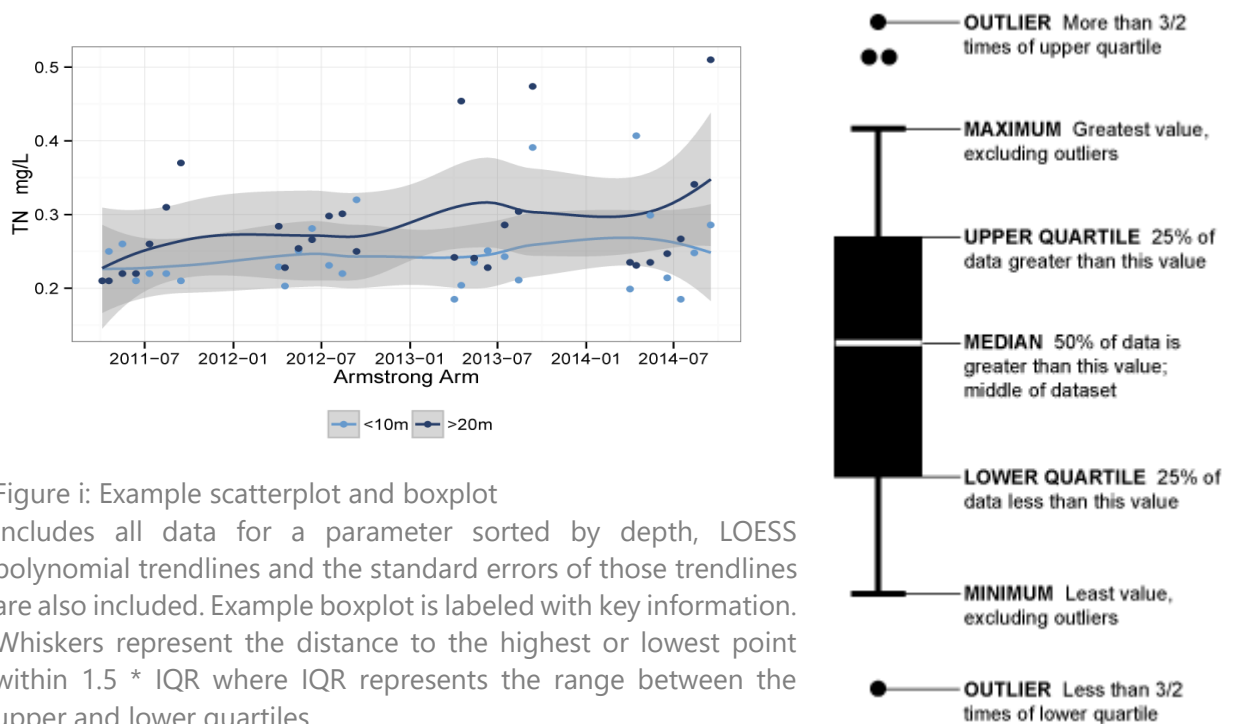 0.5
0.4
0.3
0.2
TN mg/L
2011−07 2012−01 2012−07 2013−01 2013−07 2014−01 2014−07
Armstrong Arm
<10m >20m
Figure i: Example scatterplot and boxplot
includes all data for a parameter sorted by depth, LOESS
polynomial trendlines and the standard errors of those trendlines
are also included. Example boxplot is labeled with key information.
Whiskers represent the distance to the highest or lowest point
within 1.5 * IQR where IQR represents the range between the
upper and lower quartiles
OUTLIER More than 3/2
times of upper quartile
MAXIMUM Greatest value,
excluding outliers
UPPER QUARTILE 25% of
data greater than this value
MEDIAN 50% of data is
greater than this value;
middle of dataset
LOWER QUARTILE 25% of
data less than this value
MINIMUM Least value,
excluding outliers
OUTLIER Less than 3/2
times of lower quartile